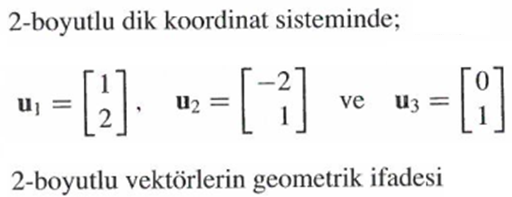 2-boyutlu dik koordinat sisteminde;
u₁ = [1 2], u₂ = [-2 1] ve u₃ = [0 1]
2-boyutlu vektörlerin geometrik ifadesi